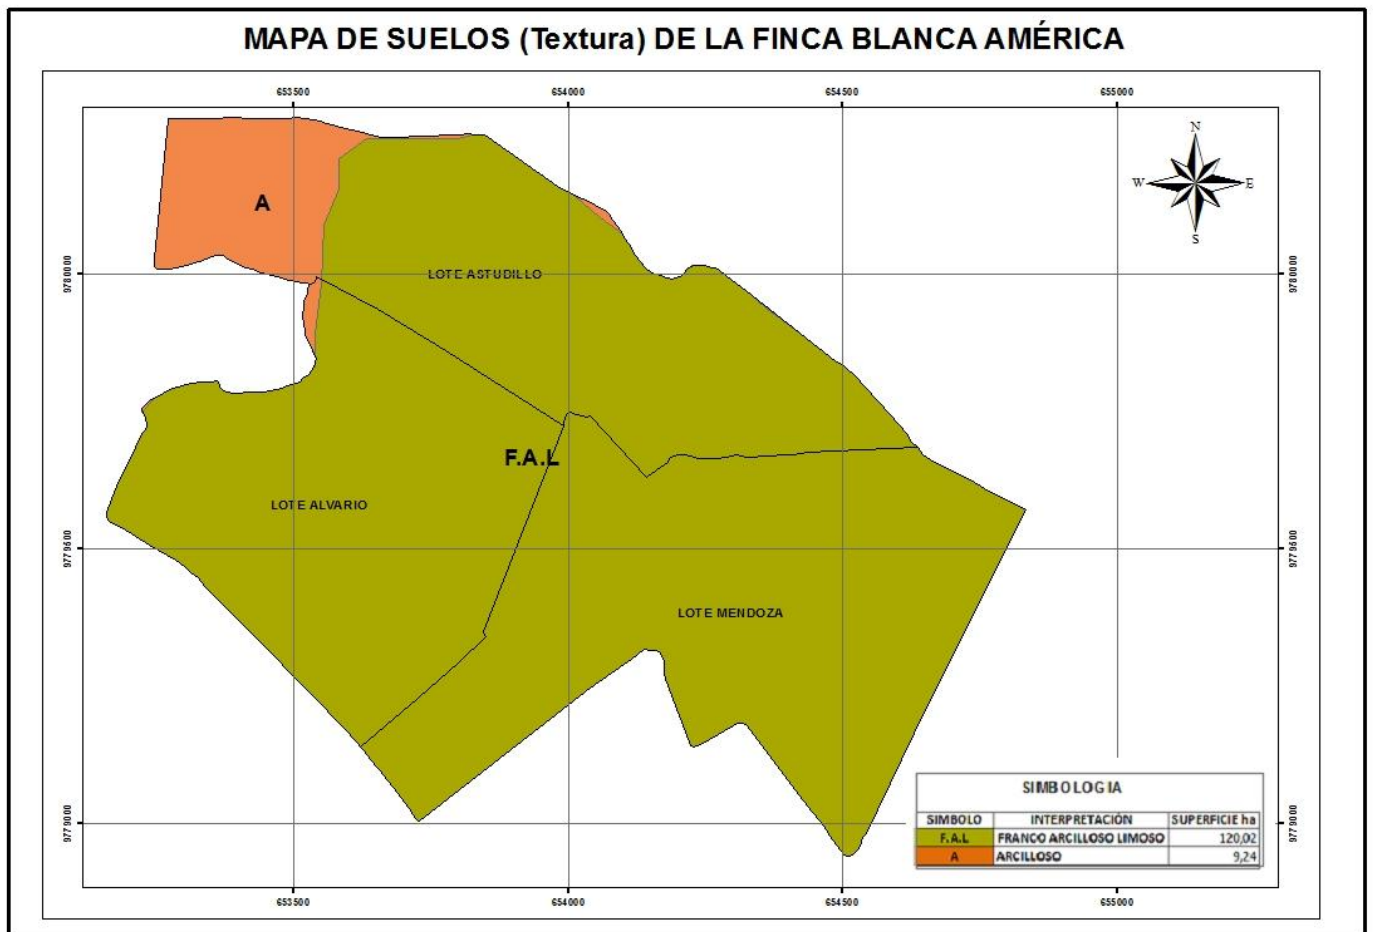 MAPA DE SUELOS (Textura) DE LA FINCA BLANCA AMÉRICA
653500 654000 654500 655000
N
W E
S
A
9780000 LOTE ASTUDILLO 9780000
F.A.L
LOTE ALVARIO
9779500 9779500
LOTE MENDOZA
SIMBOLOGIA
SIMBOLO INTERPRETACIÓN SUPERFICIE ha
F.A.L FRANCO ARCILLOSO LIMOSO 120,02
A ARCILLOSO 9,24
9779000 9779000
653500 654000 654500 655000